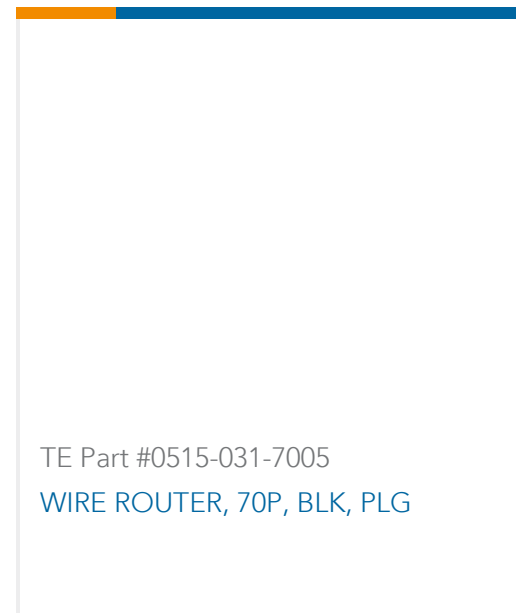 TE Part #0515-031-7005
WIRE ROUTER, 70P, BLK, PLG